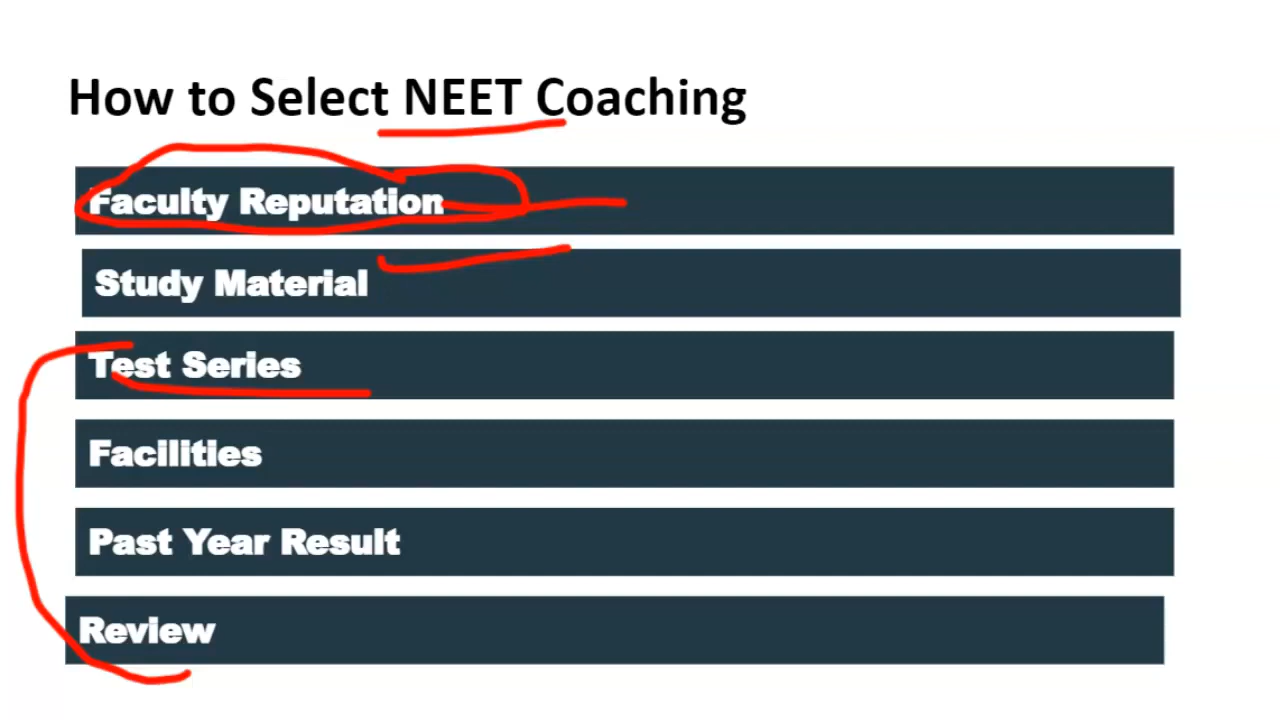 How to Select NEET Coaching
Faculty Reputation
Study Material
Test Series
Facilities
Past Year Result
Review